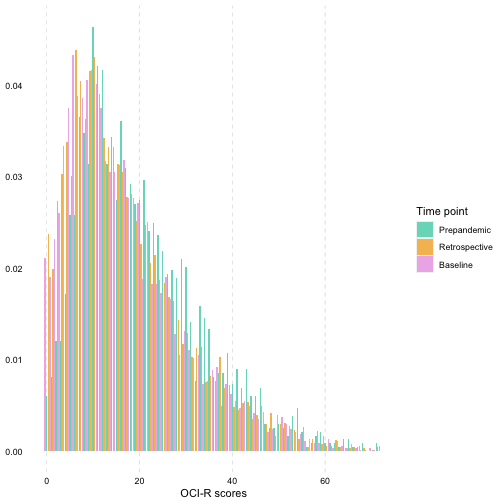 0.04
0.03
0.02
0.01
0.00
0 20 40 60
OCI-R scores
Time point
Prepandemic
Retrospective
Baseline